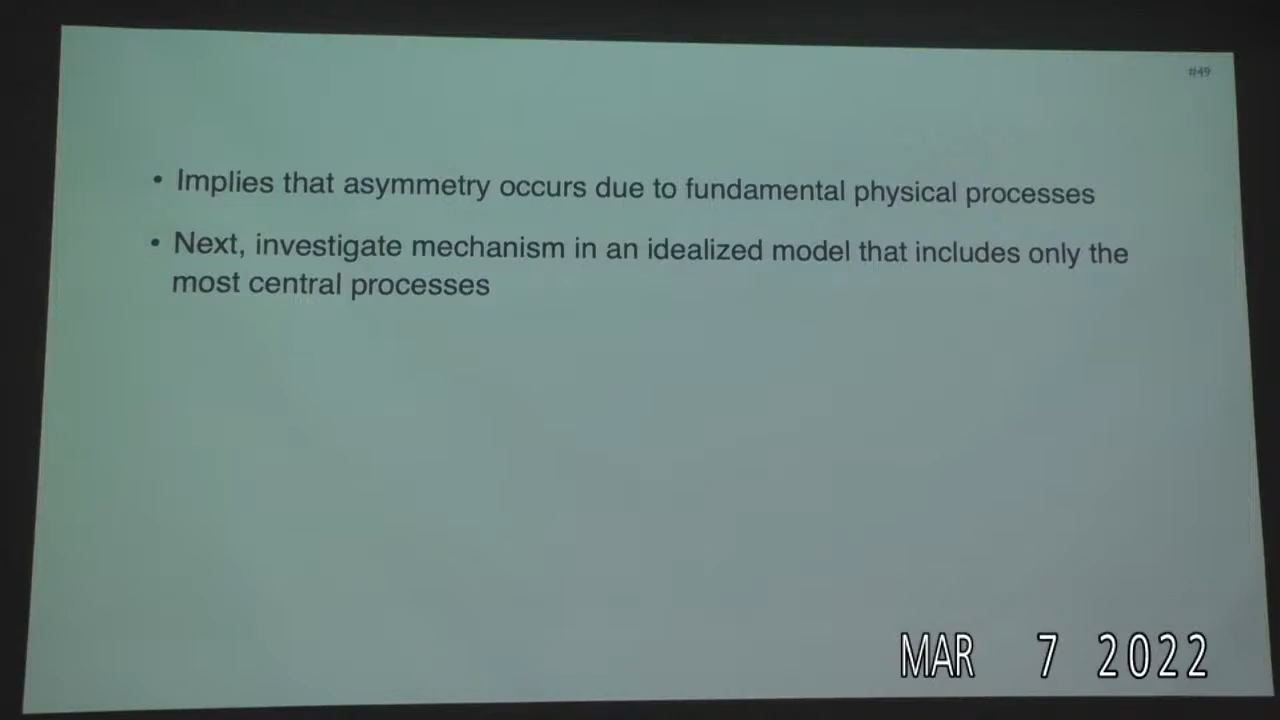 #49
• Implies that asymmetry occurs due to fundamental physical processes
• Next, investigate mechanism in an idealized model that includes only the
most central processes
MAR 7 2022